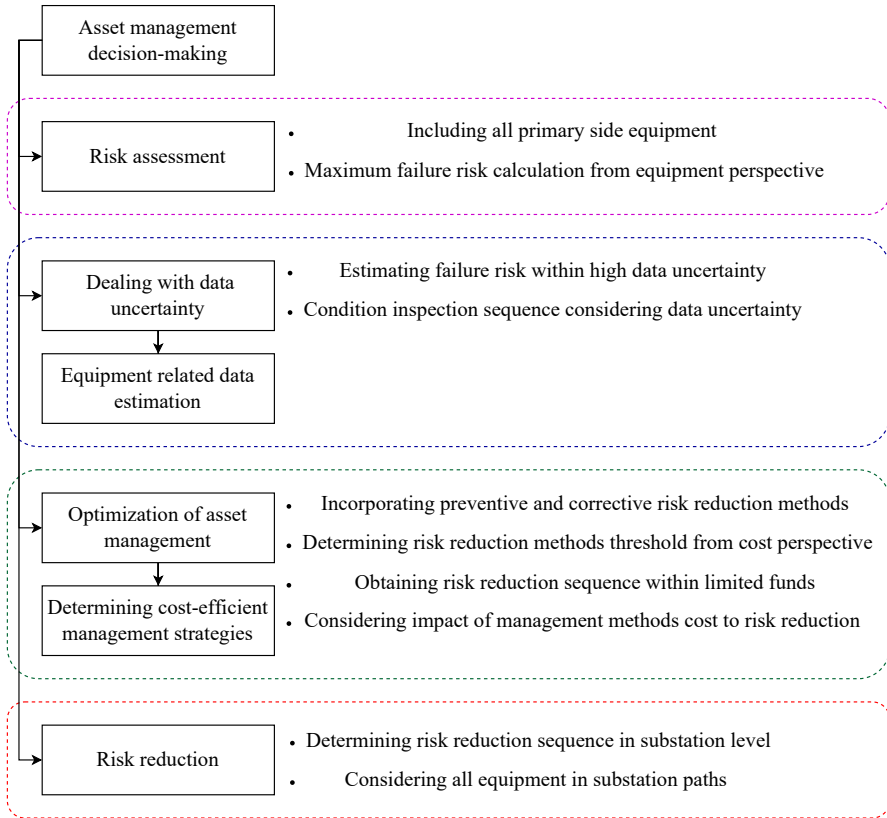 Asset management
decision-making
Risk assessment
• Including all primary side equipment
• Maximum failure risk calculation from equipment perspective
Dealing with data
uncertainty
• Estimating failure risk within high data uncertainty
• Condition inspection sequence considering data uncertainty
Equipment related data
estimation
Optimization of asset
management
• Incorporating preventive and corrective risk reduction methods
• Determining risk reduction methods threshold from cost perspective
Determining cost-efficient
management strategies
• Obtaining risk reduction sequence within limited funds
• Considering impact of management methods cost to risk reduction
Risk reduction
• Determining risk reduction sequence in substation level
• Considering all equipment in substation paths